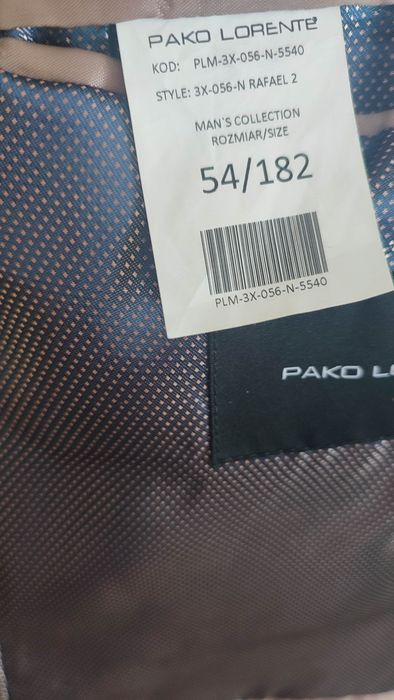 PAKO LORENTE
KOD: PLM-3X-056-N-5540
STYLE: 3X-056-N RAFAEL 2
MAN`S COLLECTION
ROZMIAR/SIZE
54/182
PLM-3X-056-N-5540
PAKO L